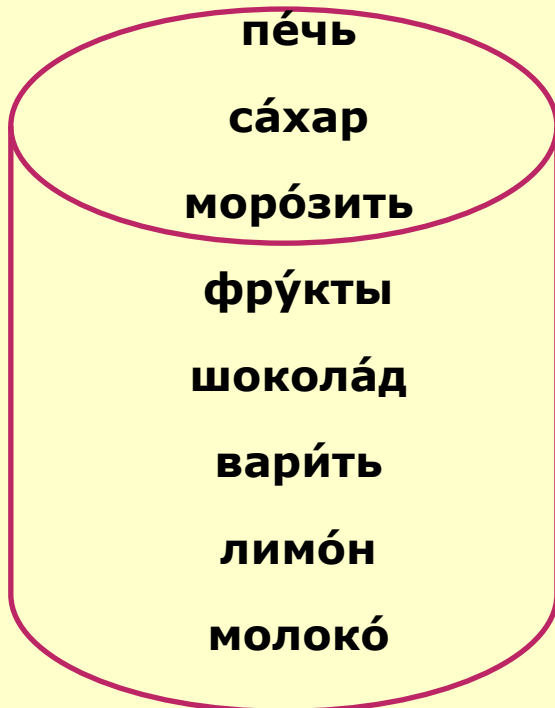 пе́чь
са́хар
моро́зить
фру́кты
шокола́д
вари́ть
лимо́н
молоко́